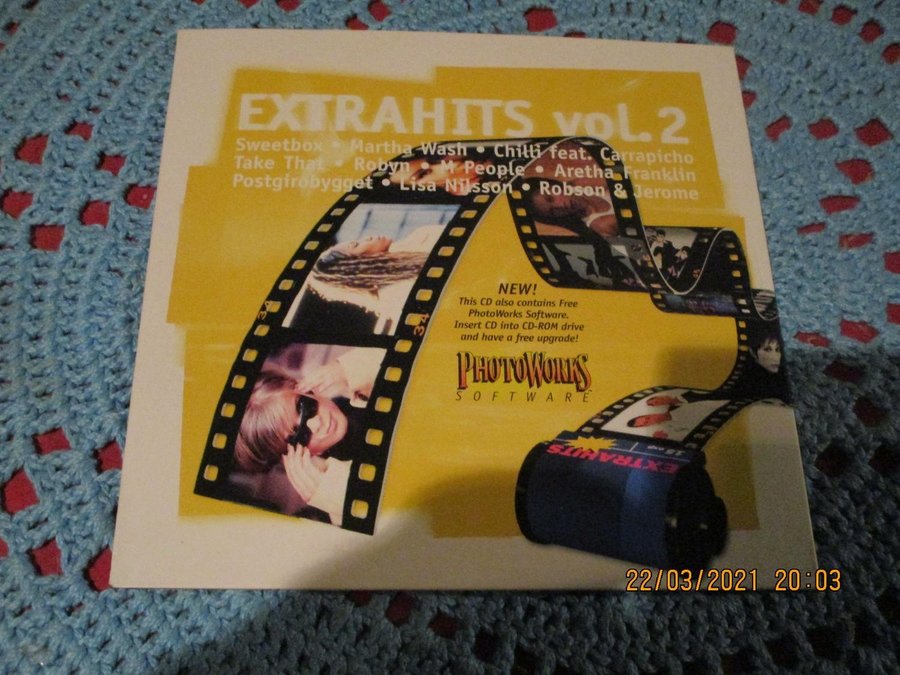 EXTRAHITS vol.2
Sweetbox • Martha Wash • Chilli feat. Carrapicho
Take That • Robyn • M People • Aretha Franklin
Postgirobygget • Lisa Nilsson • Robson & Jerome
NEW!
This CD also contains Free
PhotoWorks Software.
Insert CD into CD-ROM drive
and have a free upgrade!
PHOTOWORKS
SOFTWARE
34
34
EXTRAHITS
22/03/2021 20:03